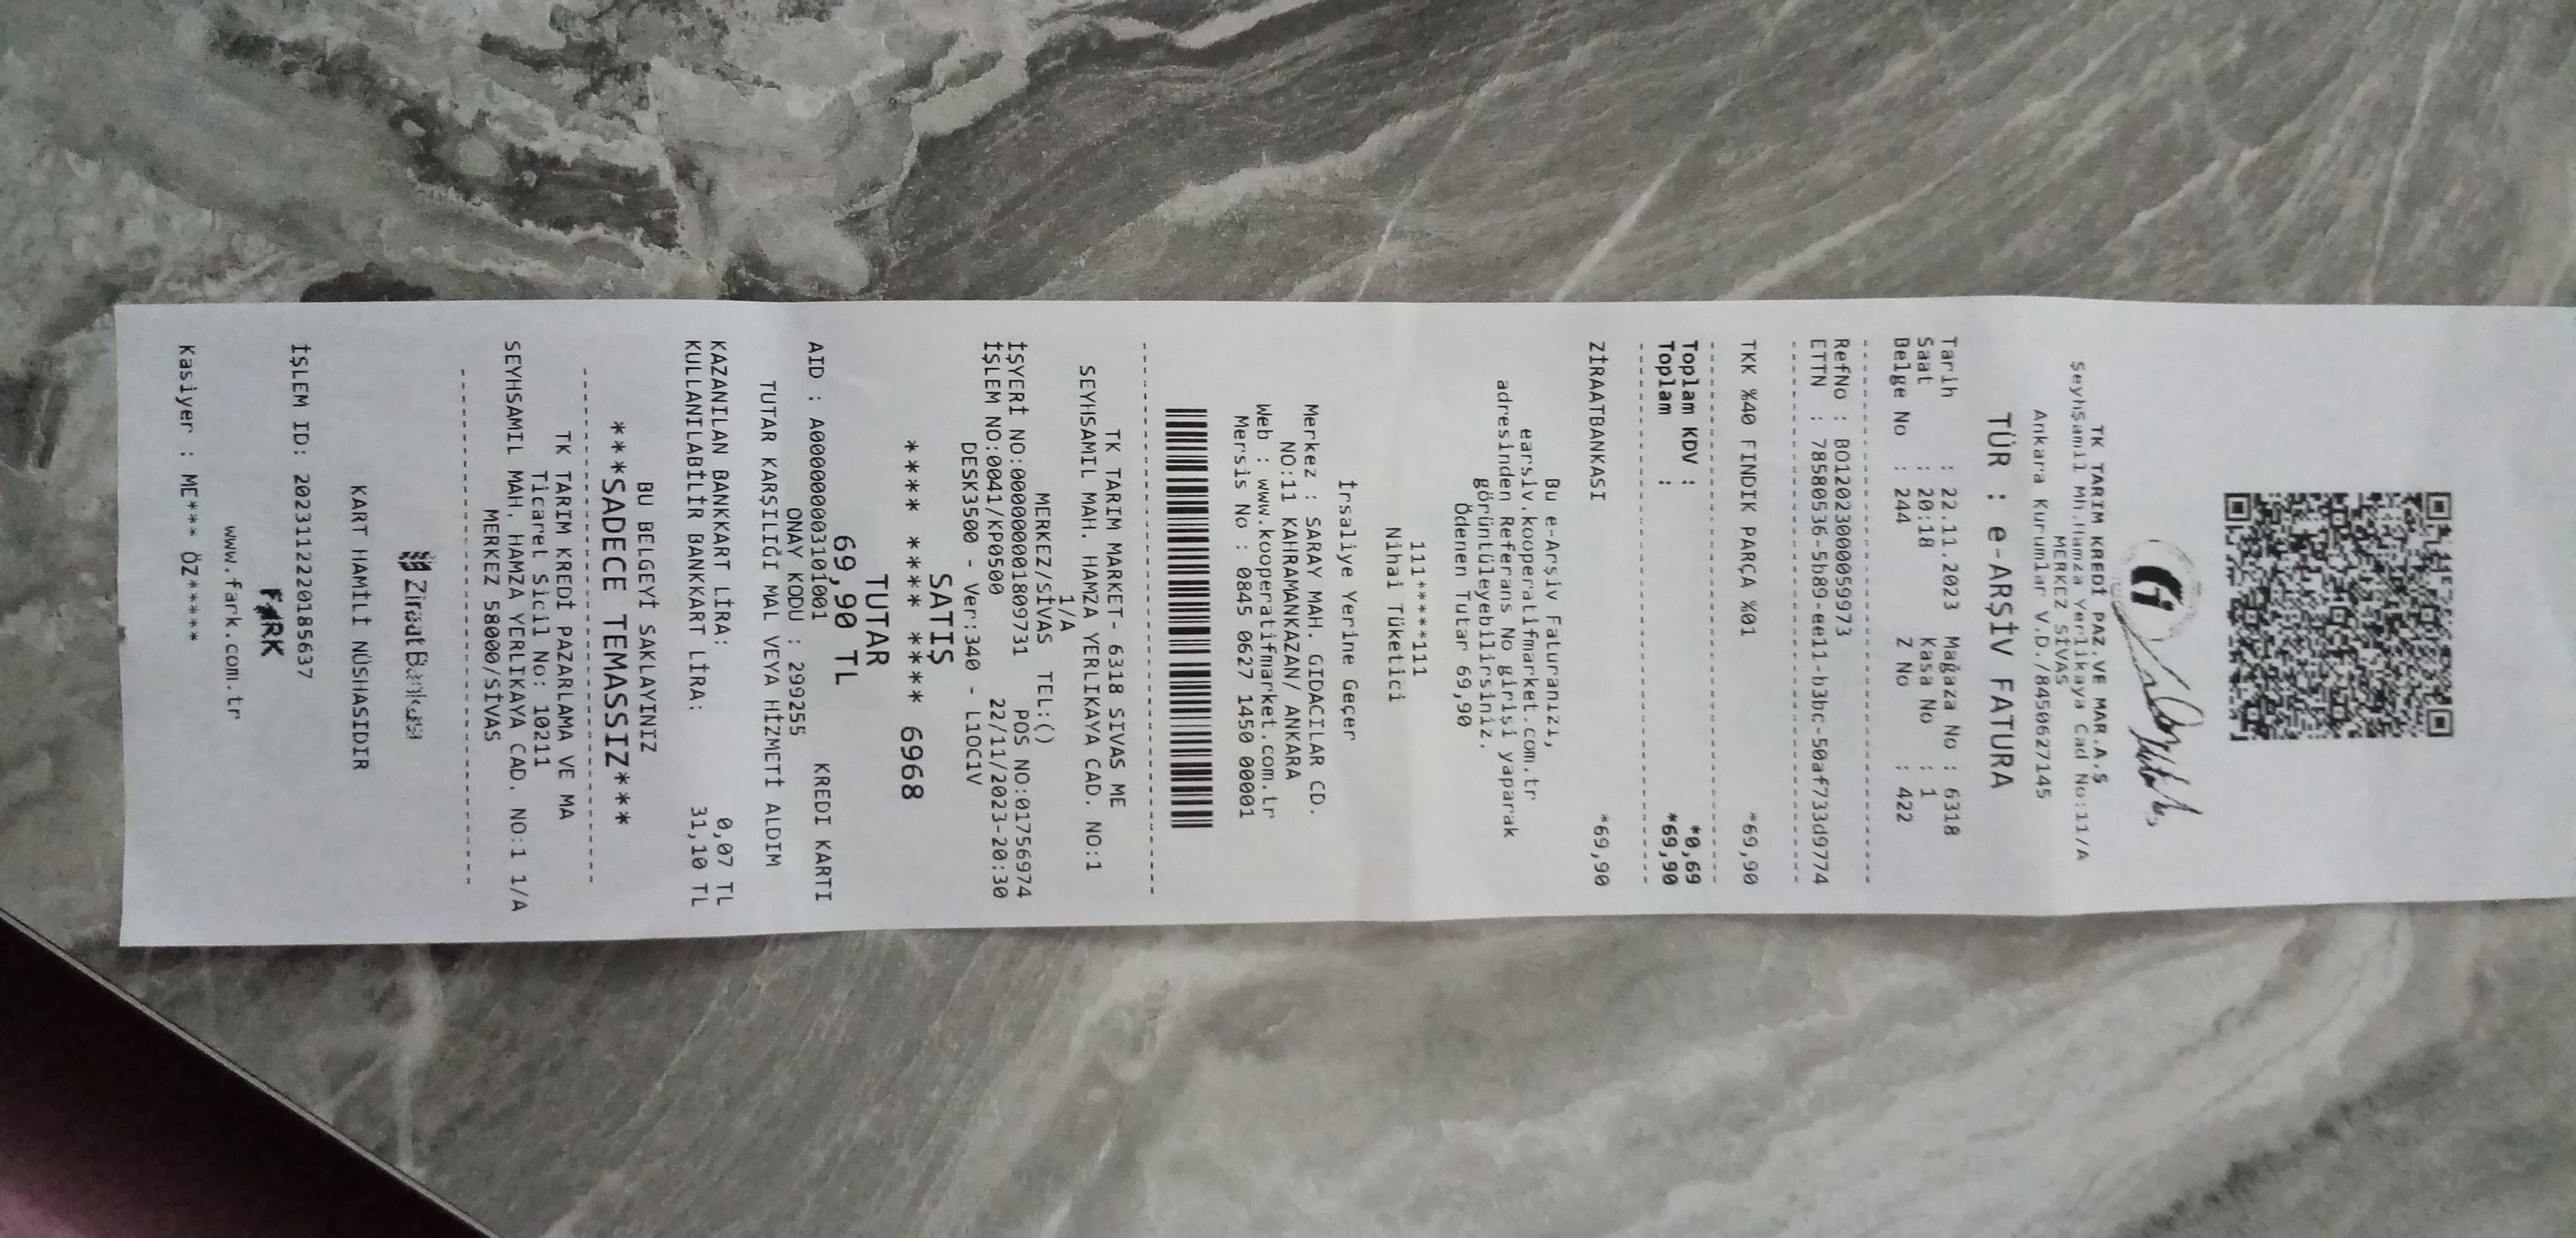 TK TARIM KREDİ PAZ.VE MAR.A.Ş
ŞeyhŞamil Mh.Hamza Yerlikaya Cad No:11/A
MERKEZ SİVAS
Ankara Kurumlar V.D./8450627145
TÜR : e-ARŞİV FATURA
Tarih : 22.11.2023 Mağaza No : 6318
Saat : 20:18 Kasa No : 1
Belge No : 244 Z No : 422
RefNo : BO12023000059973
ETTN : 78580536-5b89-ee11-b3bc-50af733d9774
TKK %40 FINDIK PARÇA %01 *69,90
Toplam KDV : *0,69
Toplam : *69,90
ZİRAATBANKASI *69,90
Bu e-Arşiv Faturanızı,
earsiv.kooperatifmarket.com.tr
adresinden Referans No girişi yaparak
görüntüleyebilirsiniz.
Ödenen Tutar 69,90
111*****111
Nihai Tüketici
İrsaliye Yerine Geçer
Merkez : SARAY MAH. GIDACILAR CD.
NO:11 KAHRAMANKAZAN/ ANKARA
Web : www.kooperatifmarket.com.tr
Mersis No : 0845 0627 1450 00001
TK TARIM MARKET- 6318 SIVAS ME
SEYHSAMIL MAH. HAMZA YERLIKAYA CAD. NO:1
1/A
MERKEZ/SİVAS TEL:()
İŞYERİ NO:000000001809731 POS NO:01756974
İŞLEM NO:0041/KP0500 22/11/2023-20:30
DESK3500 - Ver:340 - L10C1V
SATIŞ
**** **** **** 6968
TUTAR
69,90 TL
AID : A0000000031010​01 KREDI KARTI
ONAY KODU : 299255
TUTAR KARŞILIĞI MAL VEYA HİZMETİ ALDIM
KAZANILAN BANKKART LİRA: 0,07 TL
KULLANILABİLİR BANKKART LİRA: 31,10 TL
BU BELGEYİ SAKLAYINIZ
***SADECE TEMASSIZ***
TK TARIM KREDİ PAZARLAMA VE MA
Ticaret Sicil No: 10211
SEYHSAMIL MAH. HAMZA YERLIKAYA CAD. NO:1 1/A
MERKEZ 58000/SİVAS
Ziraat Bankası
KART HAMİLİ NÜSHASIDIR
İŞLEM ID: 2023112220185637
FARK
www.fark.com.tr
Kasiyer : ME*** ÖZ*****